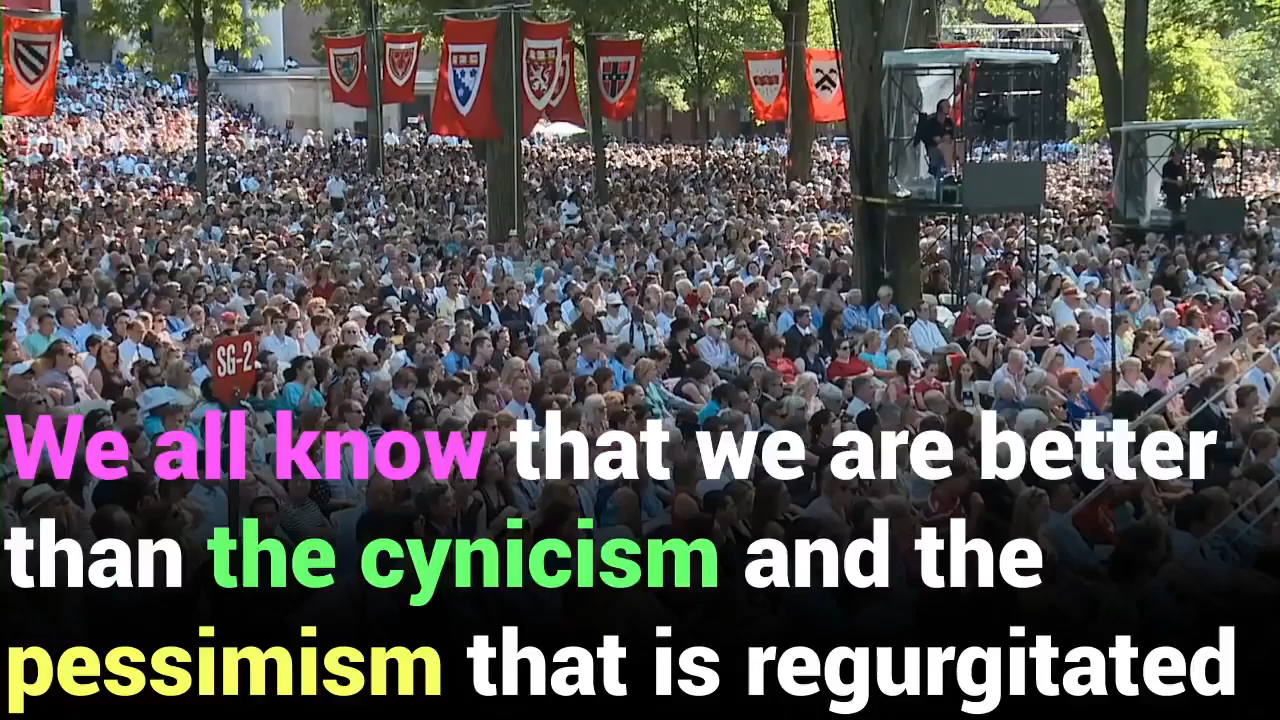 SG-2
We all know that we are better
than the cynicism and the
pessimism that is regurgitated